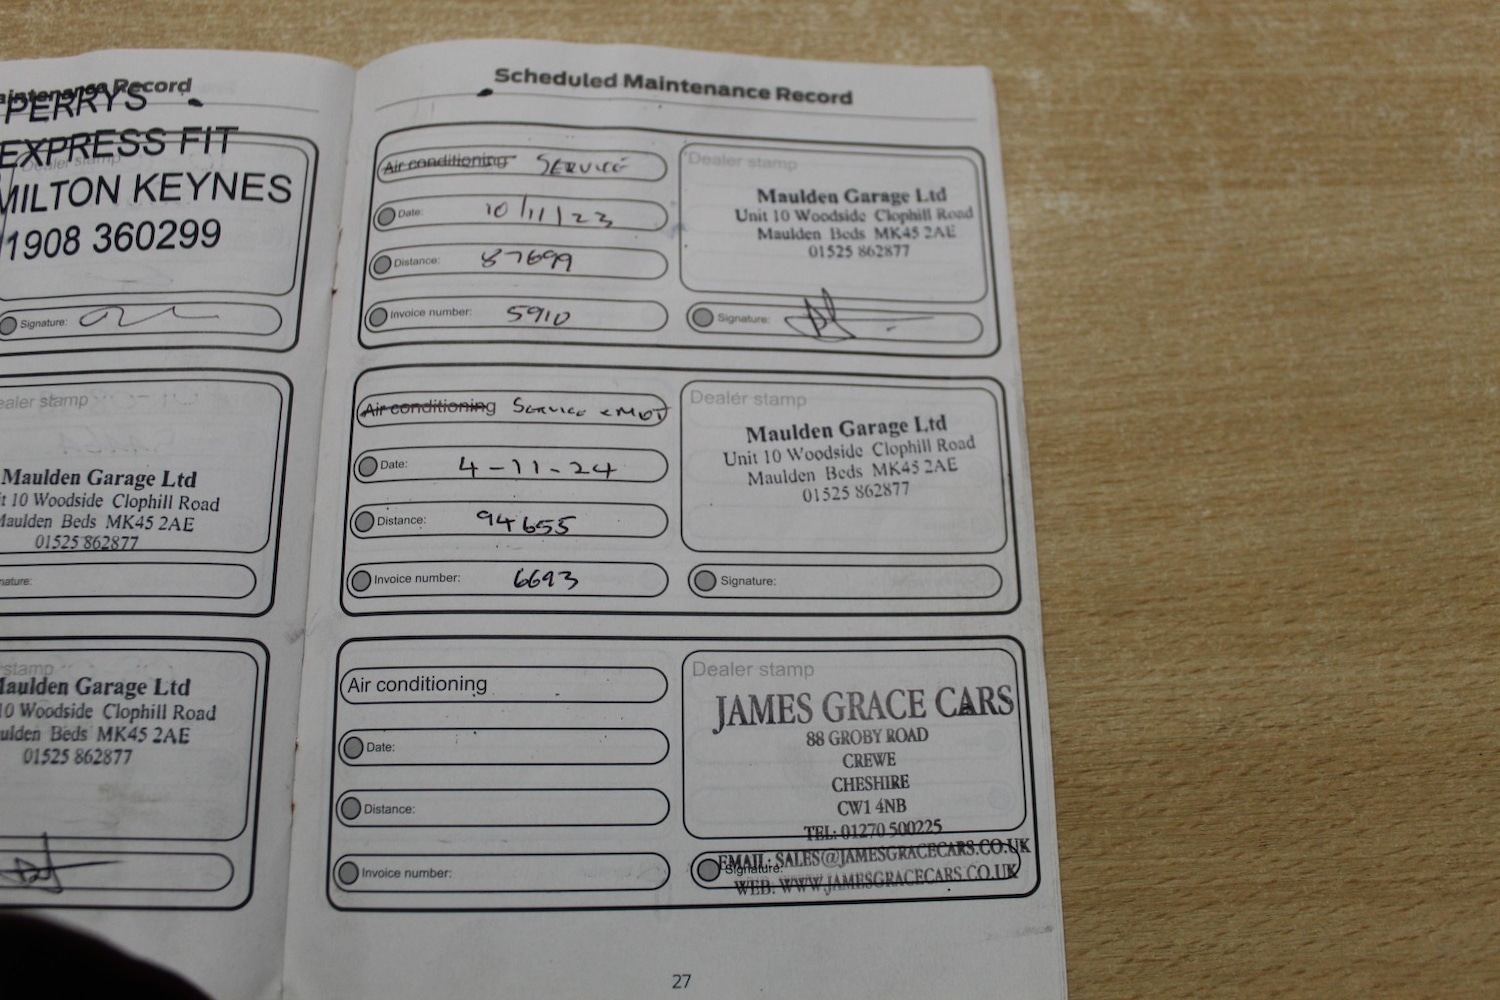 Maintenance Record
PERRYS
EXPRESS FIT
Dealer stamp
MILTON KEYNES
1908 360299
Signature:
Dealer stamp
Maulden Garage Ltd
Unit 10 Woodside Clophill Road
Maulden Beds MK45 2AE
01525 862877
Signature:
stamp
Maulden Garage Ltd
10 Woodside Clophill Road
Maulden Beds MK45 2AE
01525 862877
Scheduled Maintenance Record
Air conditioning SERVICE
Date: 10/11/23
Distance: 87699
Invoice number: 5910
Dealer stamp
Maulden Garage Ltd
Unit 10 Woodside Clophill Road
Maulden Beds MK45 2AE
01525 862877
Signature:
Air conditioning SERVICE + MOT
Date: 4-11-24
Distance: 94655
Invoice number: 6693
Dealer stamp
Maulden Garage Ltd
Unit 10 Woodside Clophill Road
Maulden Beds MK45 2AE
01525 862877
Signature:
Air conditioning
Date:
Distance:
Invoice number:
Dealer stamp
JAMES GRACE CARS
88 GROBY ROAD
CREWE
CHESHIRE
CW1 4NB
TEL: 01270 500225
EMAIL: SALES@JAMESGRACECARS.CO.UK
Signature:
WEB: WWW.JAMESGRACECARS.CO.UK
27